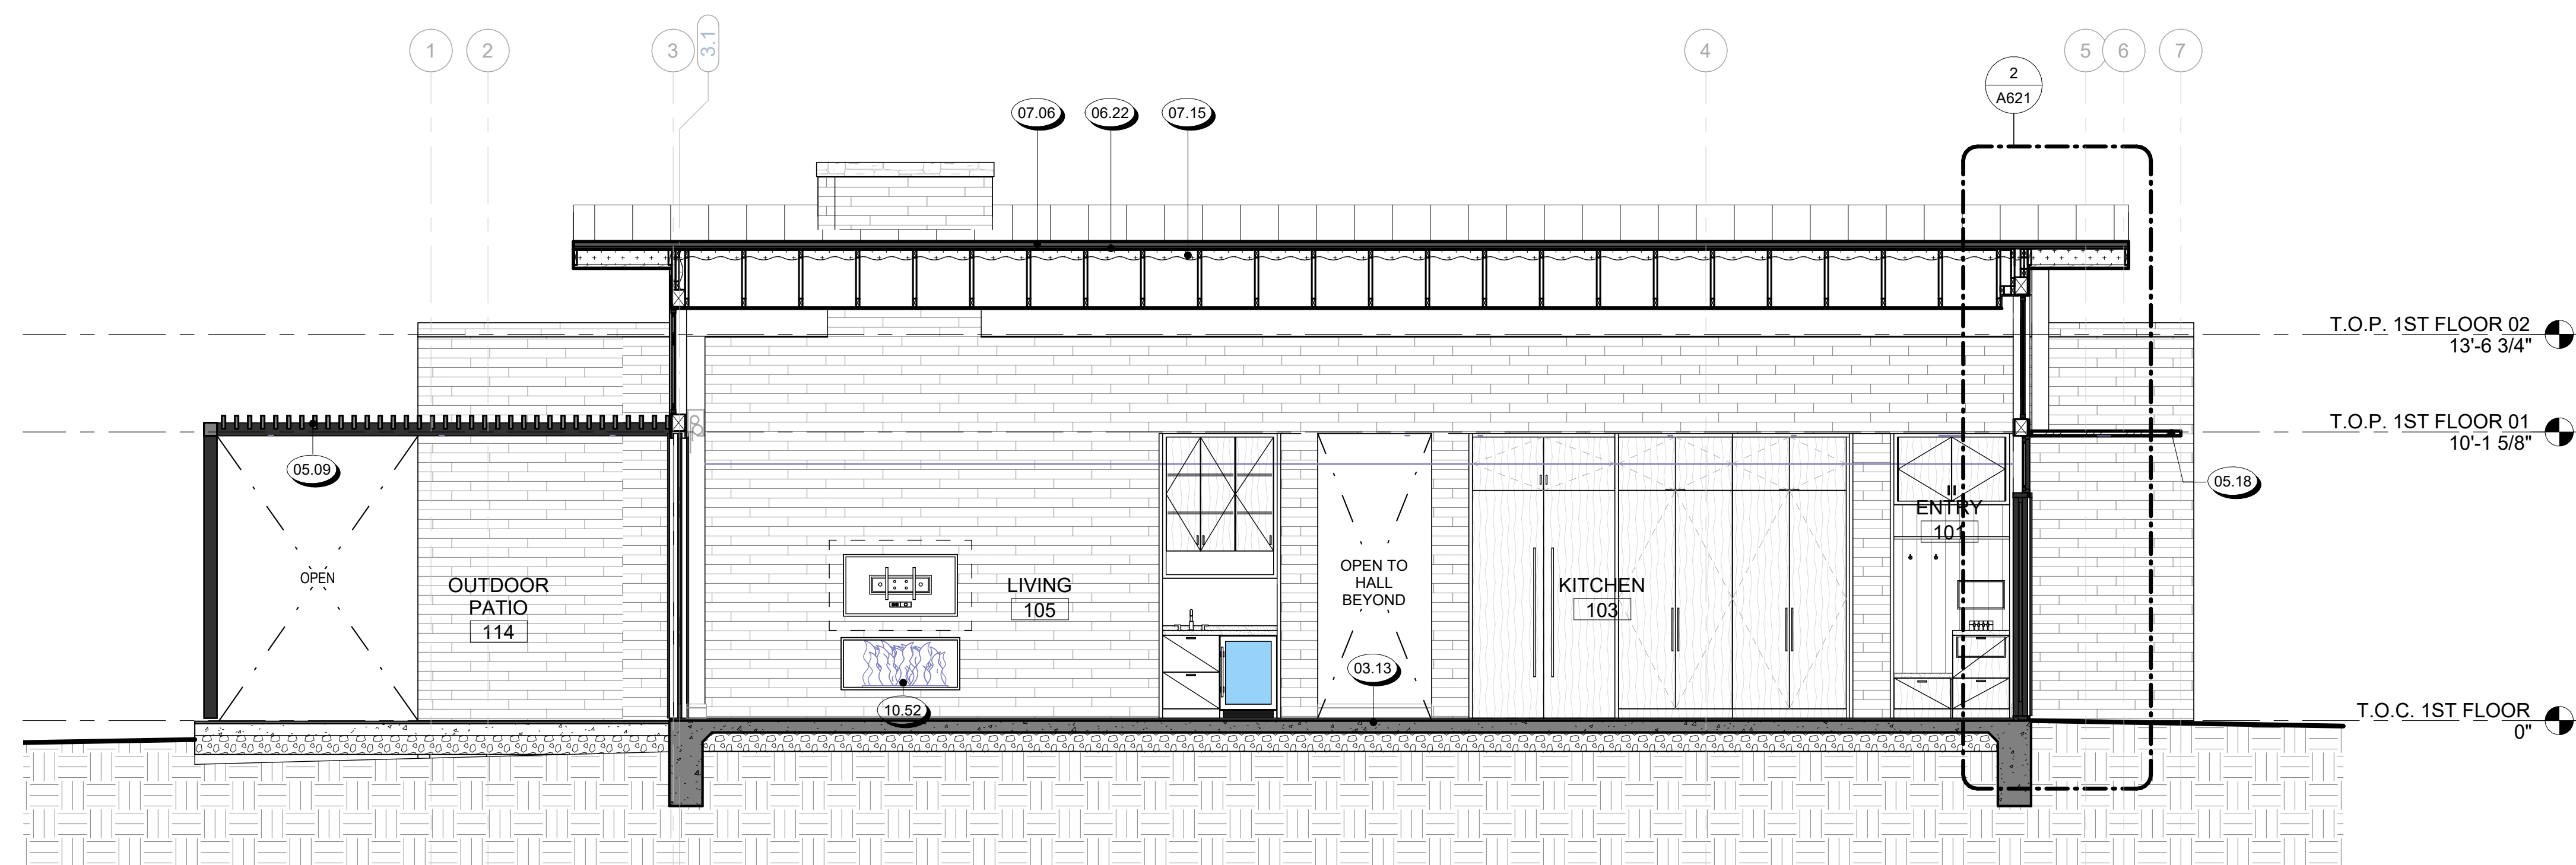 1
2
3
3.1
4
5
6
7
2
A621
07.06
06.22
07.15
T.O.P. 1ST FLOOR 02
13'-6 3/4"
T.O.P. 1ST FLOOR 01
10'-1 5/8"
05.09
05.18
ENTRY
101
OPEN
OUTDOOR
PATIO
114
LIVING
105
OPEN TO
HALL
BEYOND
KITCHEN
103
03.13
10.52
T.O.C. 1ST FLOOR
0"